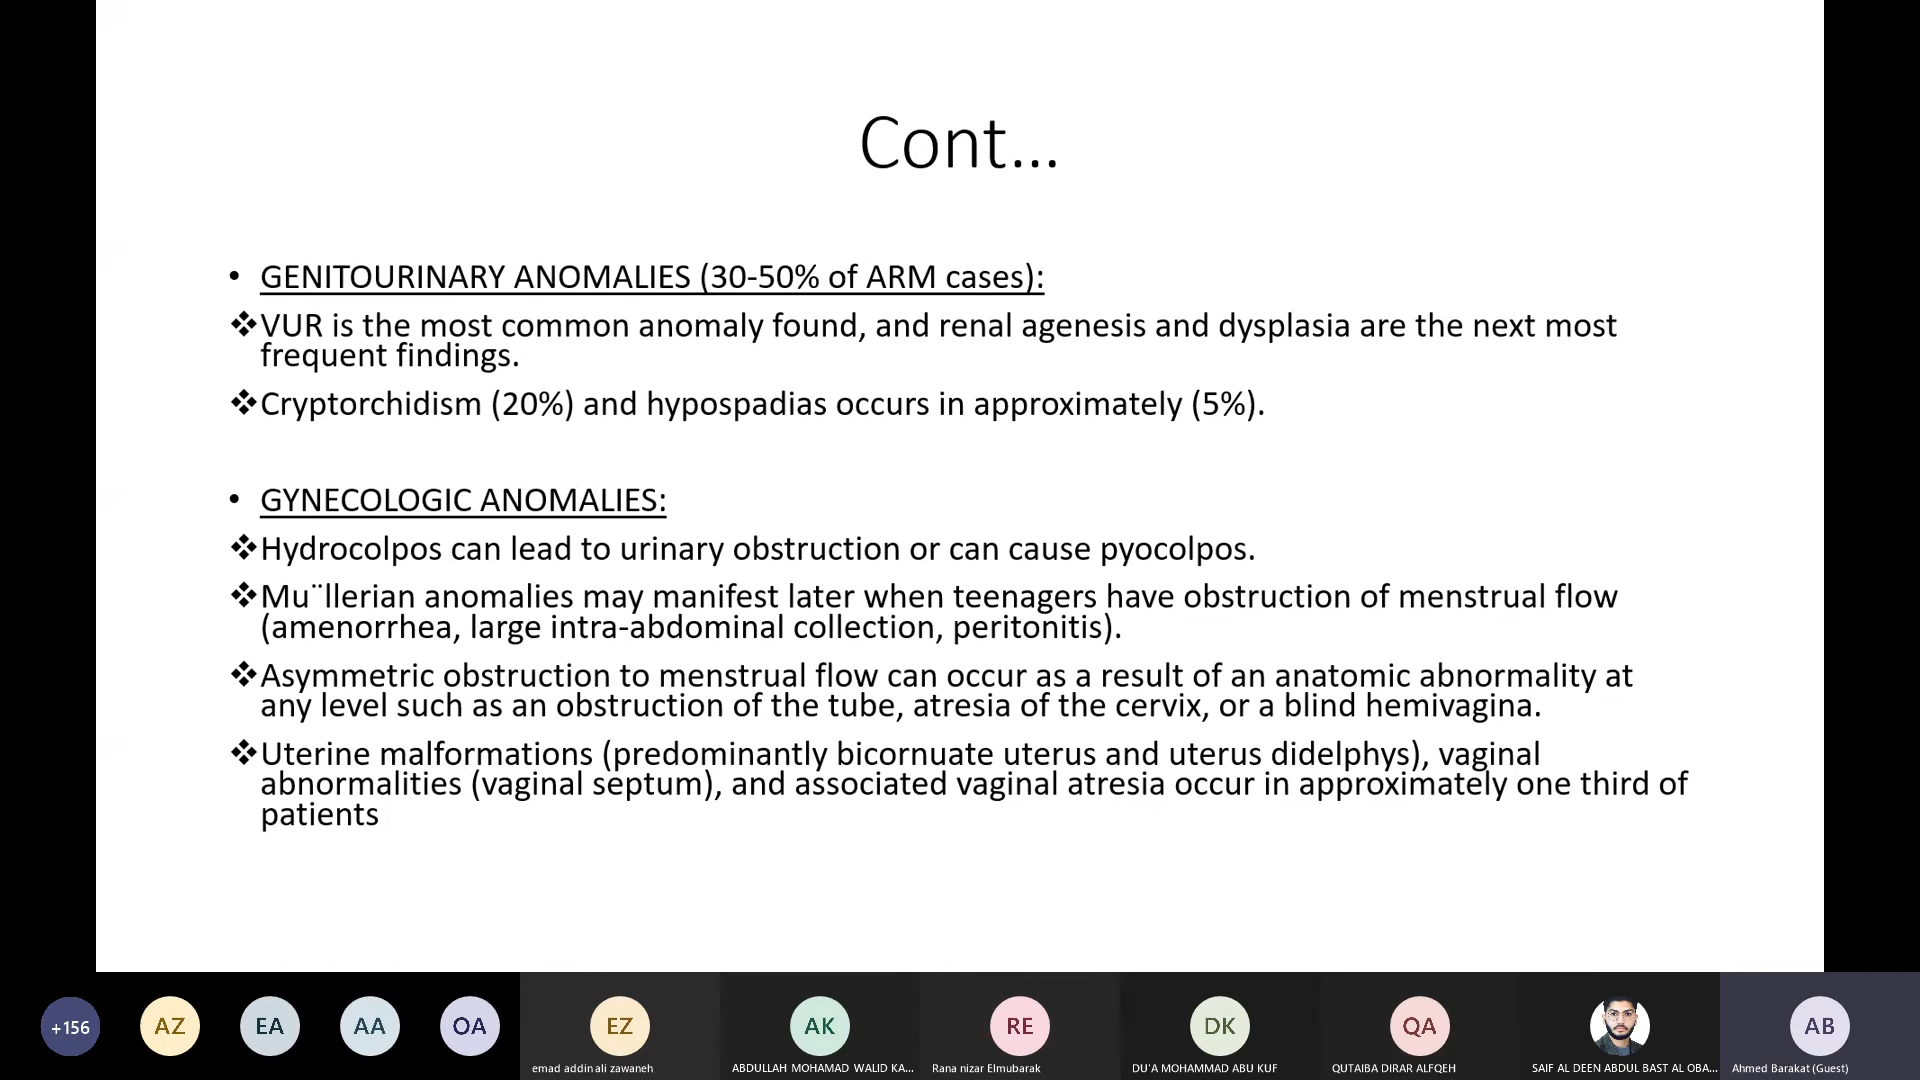 Cont...
• GENITOURINARY ANOMALIES (30-50% of ARM cases):
❖VUR is the most common anomaly found, and renal agenesis and dysplasia are the next most
frequent findings.
❖Cryptorchidism (20%) and hypospadias occurs in approximately (5%).
• GYNECOLOGIC ANOMALIES:
❖Hydrocolpos can lead to urinary obstruction or can cause pyocolpos.
❖Mu¨llerian anomalies may manifest later when teenagers have obstruction of menstrual flow
(amenorrhea, large intra-abdominal collection, peritonitis).
❖Asymmetric obstruction to menstrual flow can occur as a result of an anatomic abnormality at
any level such as an obstruction of the tube, atresia of the cervix, or a blind hemivagina.
❖Uterine malformations (predominantly bicornuate uterus and uterus didelphys), vaginal
abnormalities (vaginal septum), and associated vaginal atresia occur in approximately one third of
patients
+156 AZ EA AA OA EZ AK RE DK QA AB
emad addin ali zawaneh ABDULLAH MOHAMAD WALID KA... Rana nizar Elmubarak DU'A MOHAMMAD ABU KUF QUTAIBA DIRAR ALFQEH SAIF AL DEEN ABDUL BAST AL OBA... Ahmed Barakat (Guest)